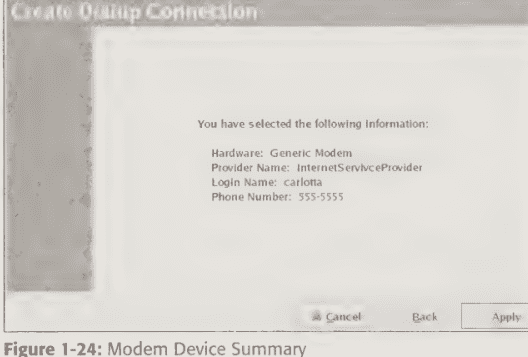 Create Dialup Connection
You have selected the following information:
Hardware: Generic Modem
Provider Name: InternetServivceProvider
Login Name: carlotta
Phone Number: 555-5555
Cancel
Back
Apply
Figure 1-24: Modem Device Summary